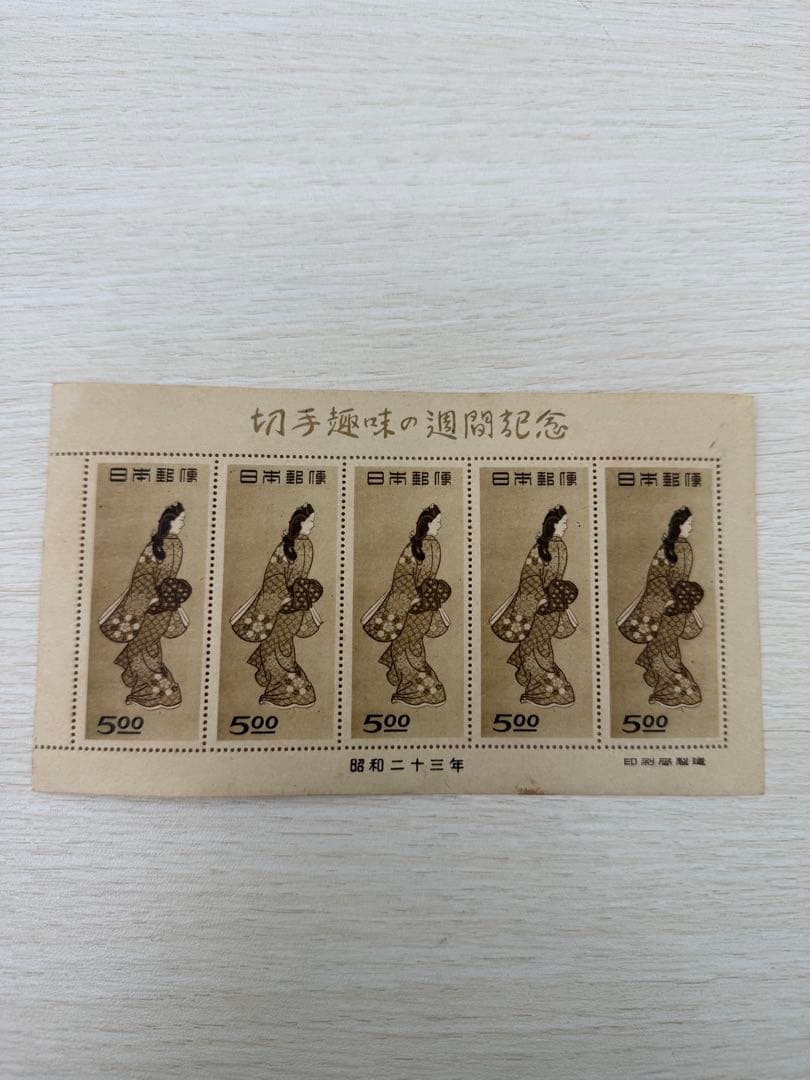 切手趣味の週間記念
日本郵便 日本郵便 日本郵便 日本郵便 日本郵便
5.00 5.00 5.00 5.00 5.00
昭和二十三年
印刷局製造